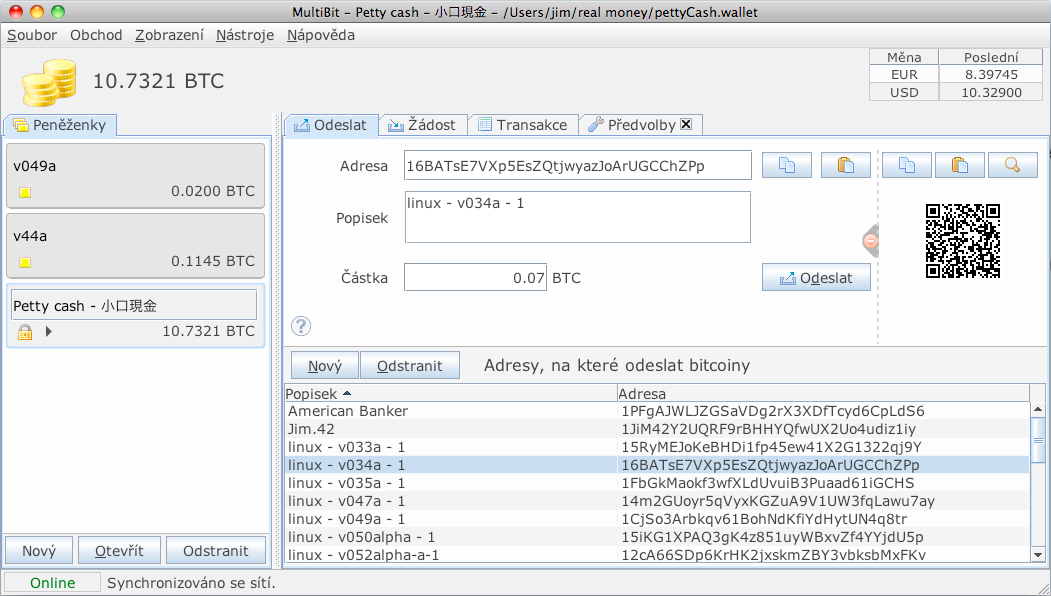 MultiBit – Petty cash - 小口現金 – /Users/jim/real money/pettyCash.wallet
Soubor Obchod Zobrazení Nástroje Nápověda
10.7321 BTC
Měna Poslední
EUR 8.39745
USD 10.32900
Peněženky
v049a
0.0200 BTC
v44a
0.1145 BTC
Petty cash - 小口現金
10.7321 BTC
Nový Otevřít Odstranit
Odeslat Žádost Transakce Předvolby
Adresa 16BATsE7VXp5EsZQtjwyazJoArUGCChZPp
Popisek linux - v034a - 1
Částka 0.07 BTC Odeslat
?
Nový Odstranit Adresy, na které odeslat bitcoiny
Popisek Adresa
American Banker 1PFgAJWLJZGSaVDg2rX3XDfTcyd6CpLdS6
Jim.42 1JiM42Y2UQRF9rBHHYQfwUX2Uo4udiz1iy
linux - v033a - 1 15RyMEJoKeBHDi1fp45ew41X2G1322qj9Y
linux - v034a - 1 16BATsE7VXp5EsZQtjwyazJoArUGCChZPp
linux - v035a - 1 1FbGkMaokf3wfXLdUvuiB3Puaad61iGCHS
linux - v047a - 1 14m2GUoyr5qVyxKGZuA9V1UW3fqLawu7ay
linux - v049a - 1 1CjSo3Arbkqv61BohNdKfiYdHytUN4q8tr
linux - v050alpha - 1 15iKG1XPAQ3gK4z851uyWBxvZf4YYjdU5p
linux - v052alpha-a-1 12cA66SDp6KrHK2jxskmZBY3vbksbMxFKv
Online Synchronizováno se sítí.